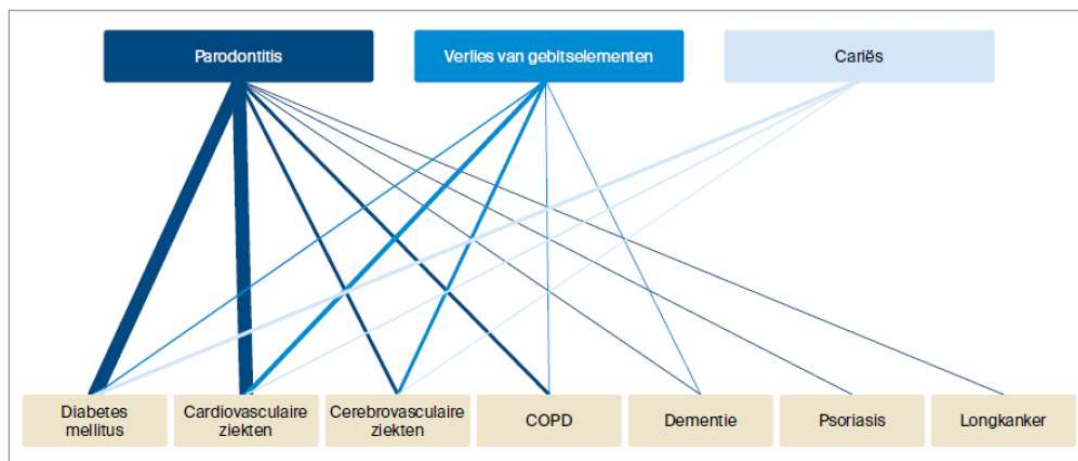 Parodontitis
Verlies van gebitselementen
Cariës
Diabetes
mellitus
Cardiovasculaire
ziekten
Cerebrovasculaire
ziekten
COPD
Dementie
Psoriasis
Longkanker